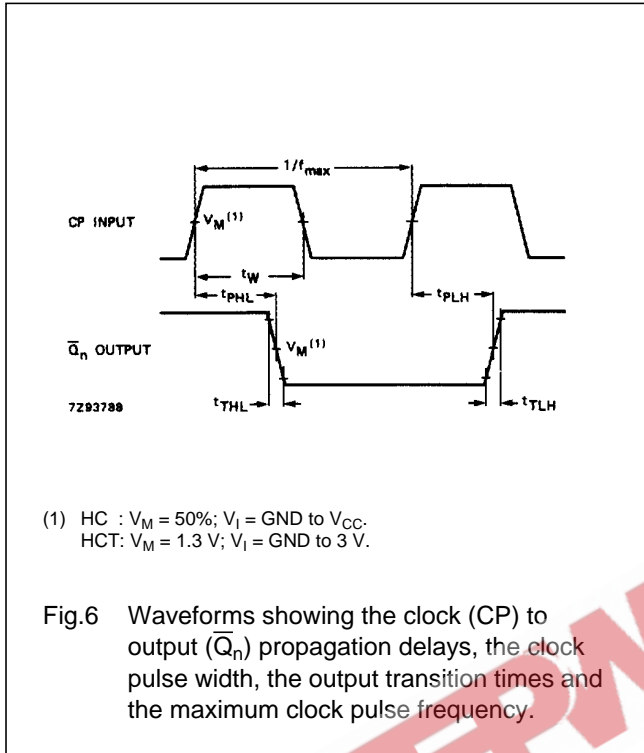 1/fmax
CP INPUT
VM(1)
tW
tPHL
tPLH
Q̅n OUTPUT
VM(1)
7Z93788
tTHL
tTLH
(1) HC : VM = 50%; VI = GND to VCC.
HCT: VM = 1.3 V; VI = GND to 3 V.
Fig.6 Waveforms showing the clock (CP) to
output (Q̅n) propagation delays, the clock
pulse width, the output transition times and
the maximum clock pulse frequency.